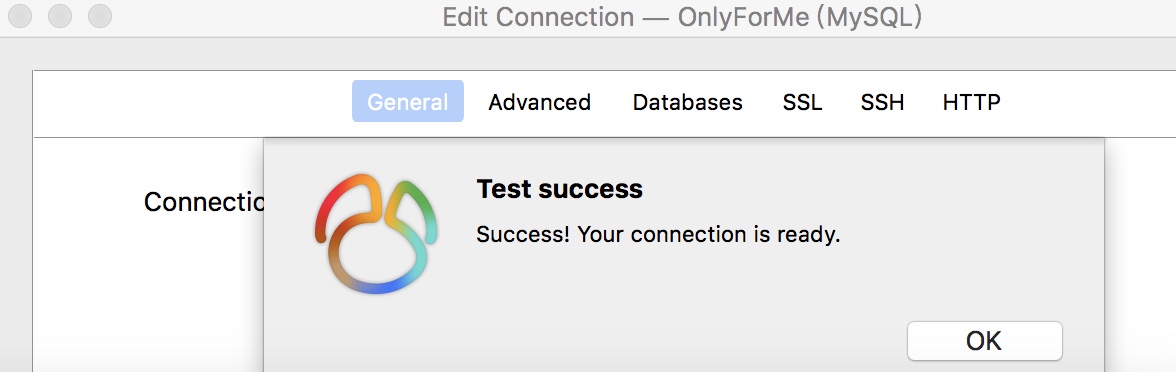 Edit Connection — OnlyForMe (MySQL)
General Advanced Databases SSL SSH HTTP
Test success
Connectio
Success! Your connection is ready.
OK